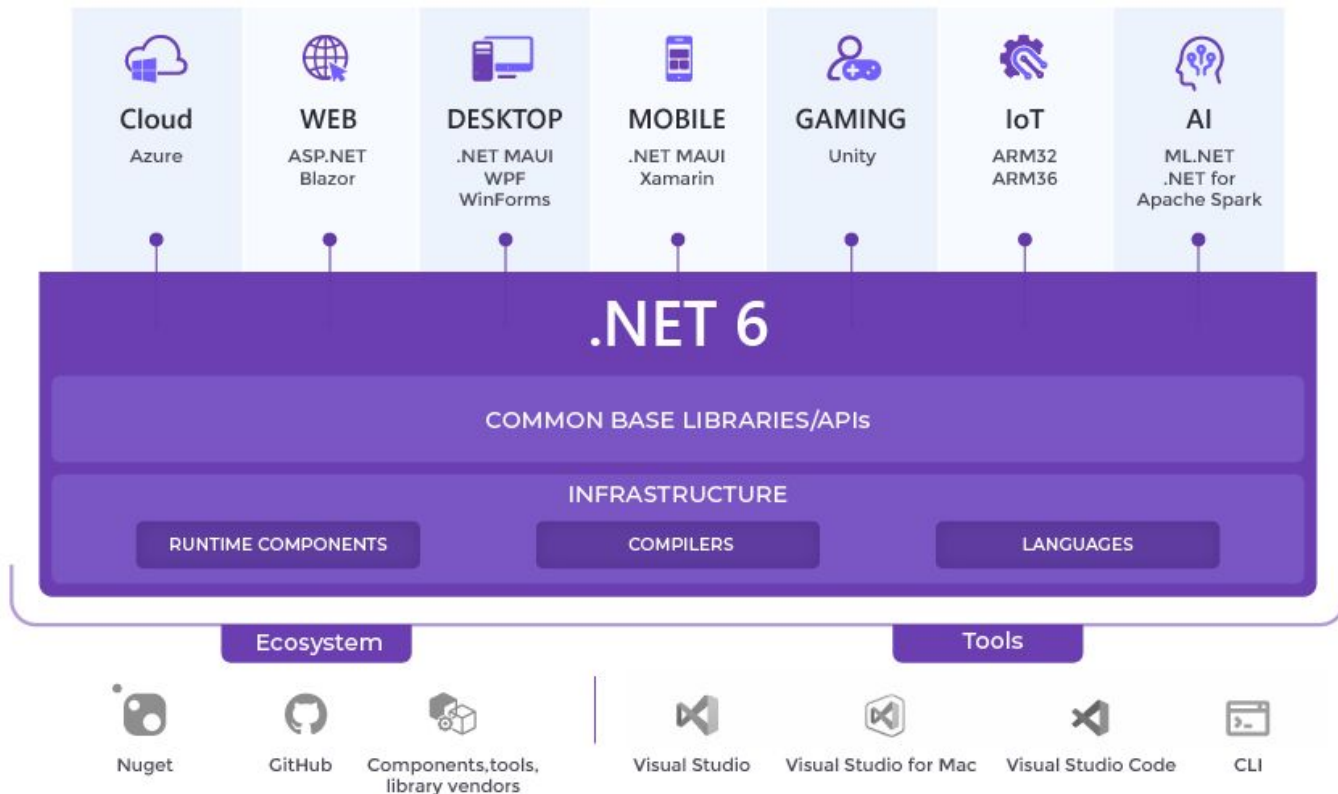 Cloud
Azure
WEB
ASP.NET
Blazor
DESKTOP
.NET MAUI
WPF
WinForms
MOBILE
.NET MAUI
Xamarin
GAMING
Unity
IoT
ARM32
ARM36
AI
ML.NET
.NET for
Apache Spark
.NET 6
COMMON BASE LIBRARIES/APIs
INFRASTRUCTURE
RUNTIME COMPONENTS
COMPILERS
LANGUAGES
Ecosystem
Nuget
GitHub
Components,tools,
library vendors
Tools
Visual Studio
Visual Studio for Mac
Visual Studio Code
CLI